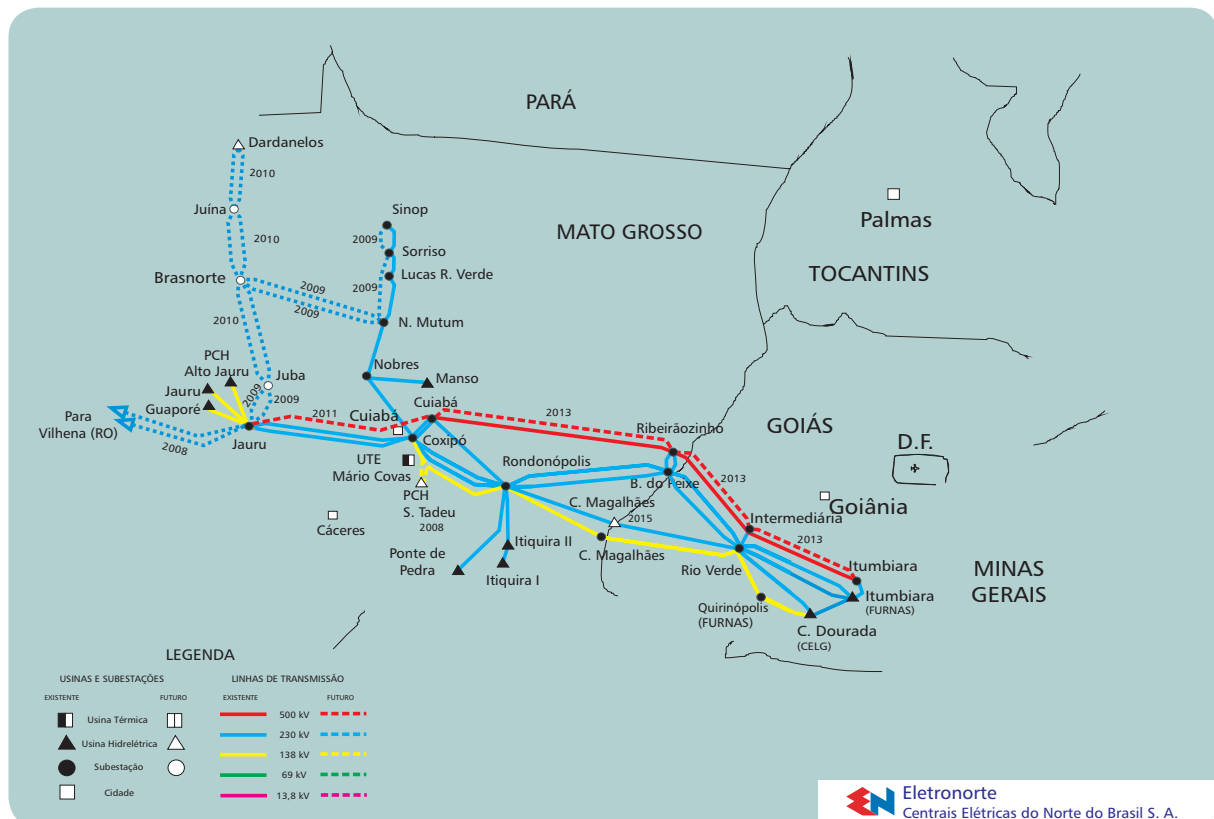 PARÁ
Dardanelos
2010
Palmas
Juína
Sinop
MATO GROSSO
2010
2009
Sorriso
TOCANTINS
Lucas R. Verde
Brasnorte
2009
2009
2009
2010
N. Mutum
PCH
Alto Jauru
Nobres
Juba
Manso
Jauru
2009
2009
Guaporé
Cuiabá
Para
Vilhena (RO)
2011
Cuiabá
2013
GOIÁS
Ribeirãozinho
D.F.
Jauru
Coxipó
2008
UTE
Mário Covas
Rondonópolis
B. do Peixe
2013
PCH
S. Tadeu
2008
C. Magalhães
2015
Goiânia
Cáceres
Intermediária
2013
Itiquira II
C. Magalhães
Ponte de
Pedra
Itiquira I
Rio Verde
Itumbiara
MINAS
GERAIS
Itumbiara
(FURNAS)
Quirinópolis
(FURNAS)
C. Dourada
(CELG)
LEGENDA
USINAS E SUBESTAÇÕES
LINHAS DE TRANSMISSÃO
EXISTENTE
FUTURO
EXISTENTE
FUTURO
Usina Térmica
500 kV
Usina Hidrelétrica
230 kV
Subestação
138 kV
Cidade
69 kV
13,8 kV
Eletronorte
Centrais Elétricas do Norte do Brasil S. A.